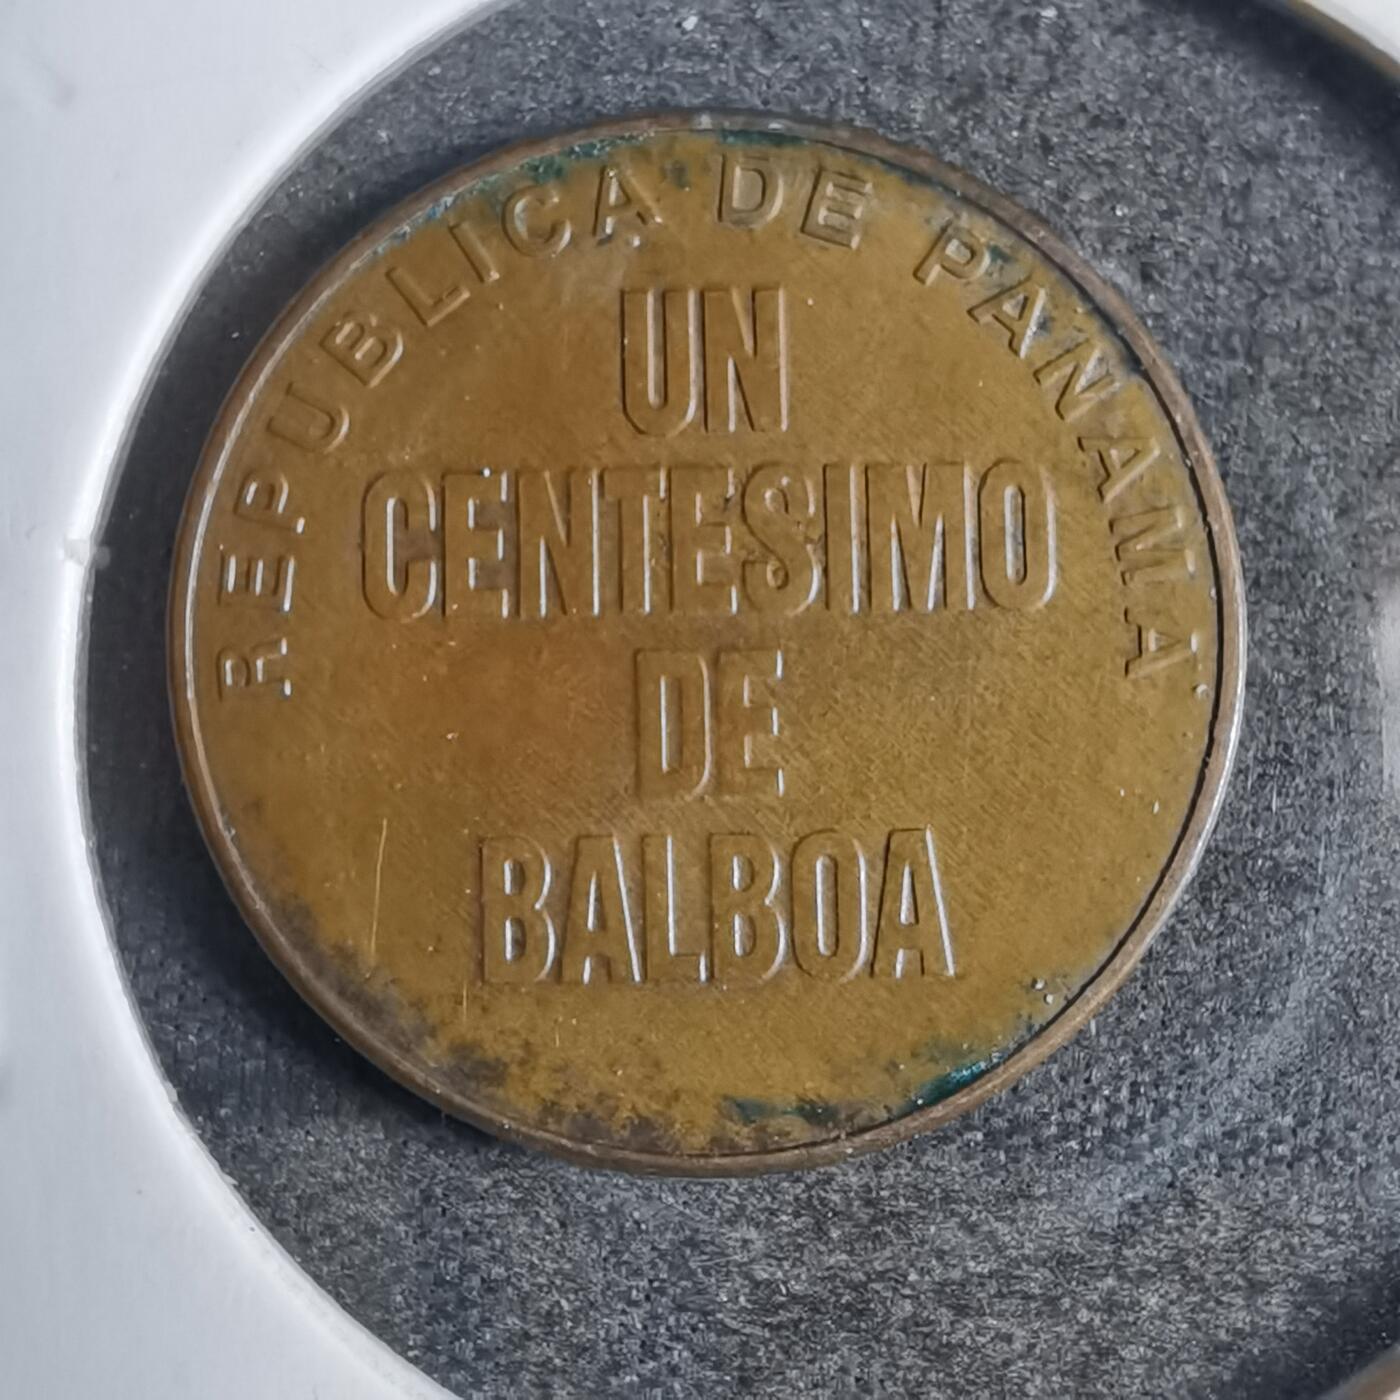 REPUBLICA DE PANAMA
UN
CENTESIMO
DE
BALBOA